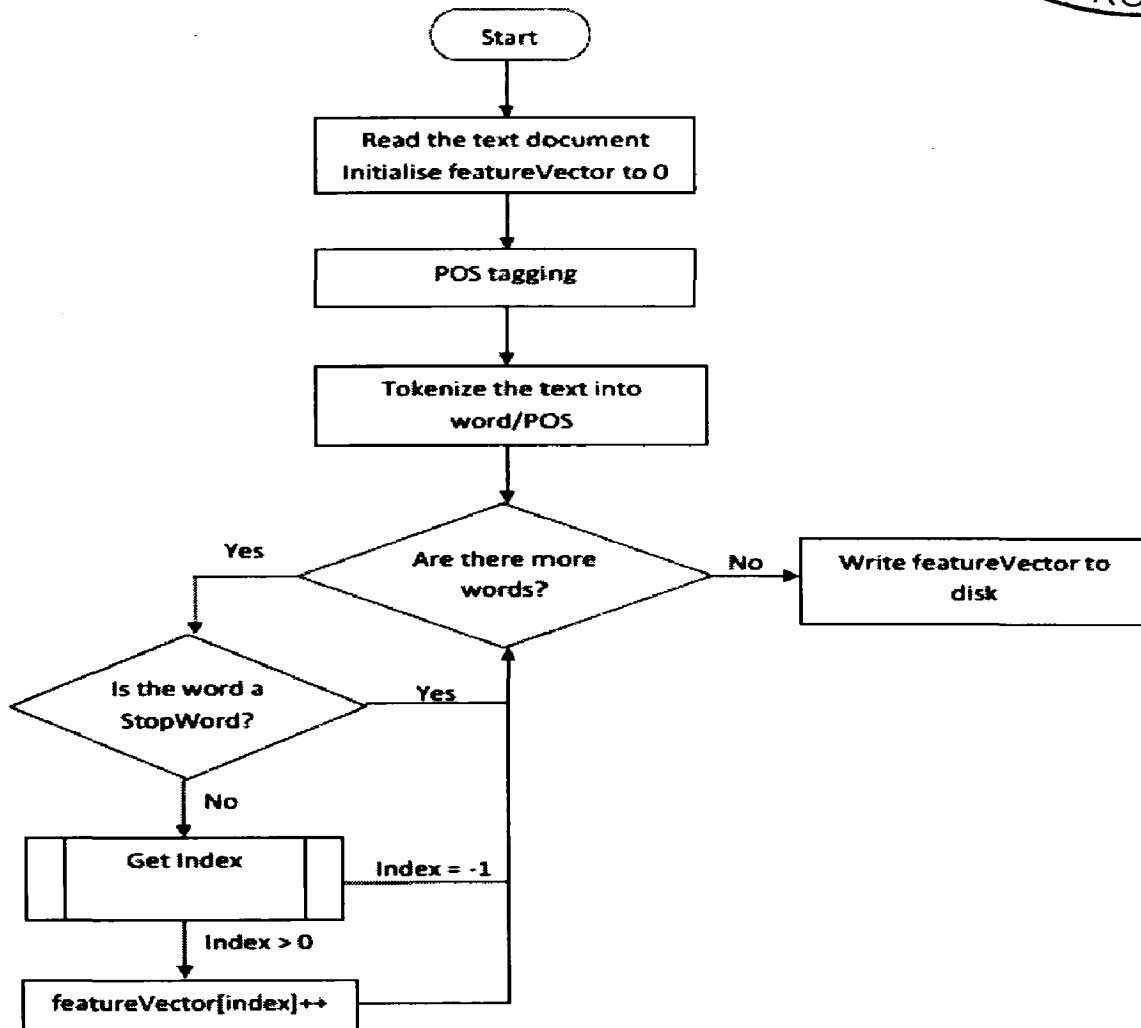 Start
Read the text document
Initialise featureVector to 0
POS tagging
Tokenize the text into
word/POS
Are there more
words?
Yes
No
Write featureVector to
disk
Is the word a
StopWord?
Yes
No
Get Index
Index = -1
Index > 0
featureVector[index]++